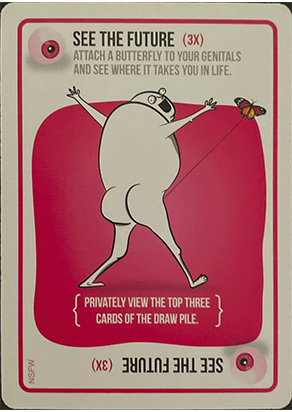 SEE THE FUTURE (3X)
ATTACH A BUTTERFLY TO YOUR GENITALS
AND SEE WHERE IT TAKES YOU IN LIFE.
PRIVATELY VIEW THE TOP THREE
CARDS OF THE DRAW PILE.
SEE THE FUTURE (3X)
NSFW